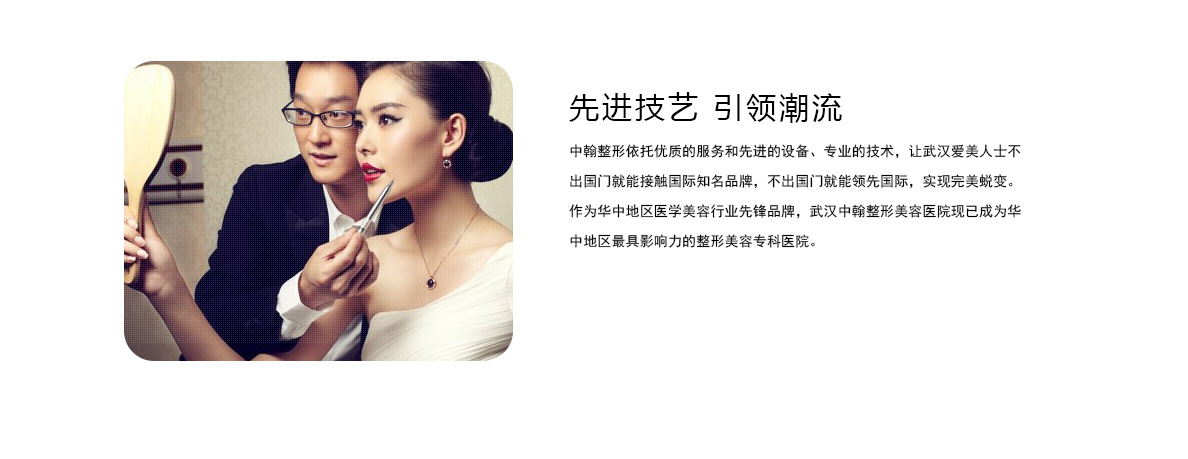 先进技艺 引领潮流
中翰整形依托优质的服务和先进的设备、专业的技术，让武汉爱美人士不
出国门就能接触国际知名品牌，不出国门就能领先国际，实现完美蜕变。
作为华中地区医学美容行业先锋品牌，武汉中翰整形美容医院现已成为华
中地区最具影响力的整形美容专科医院。